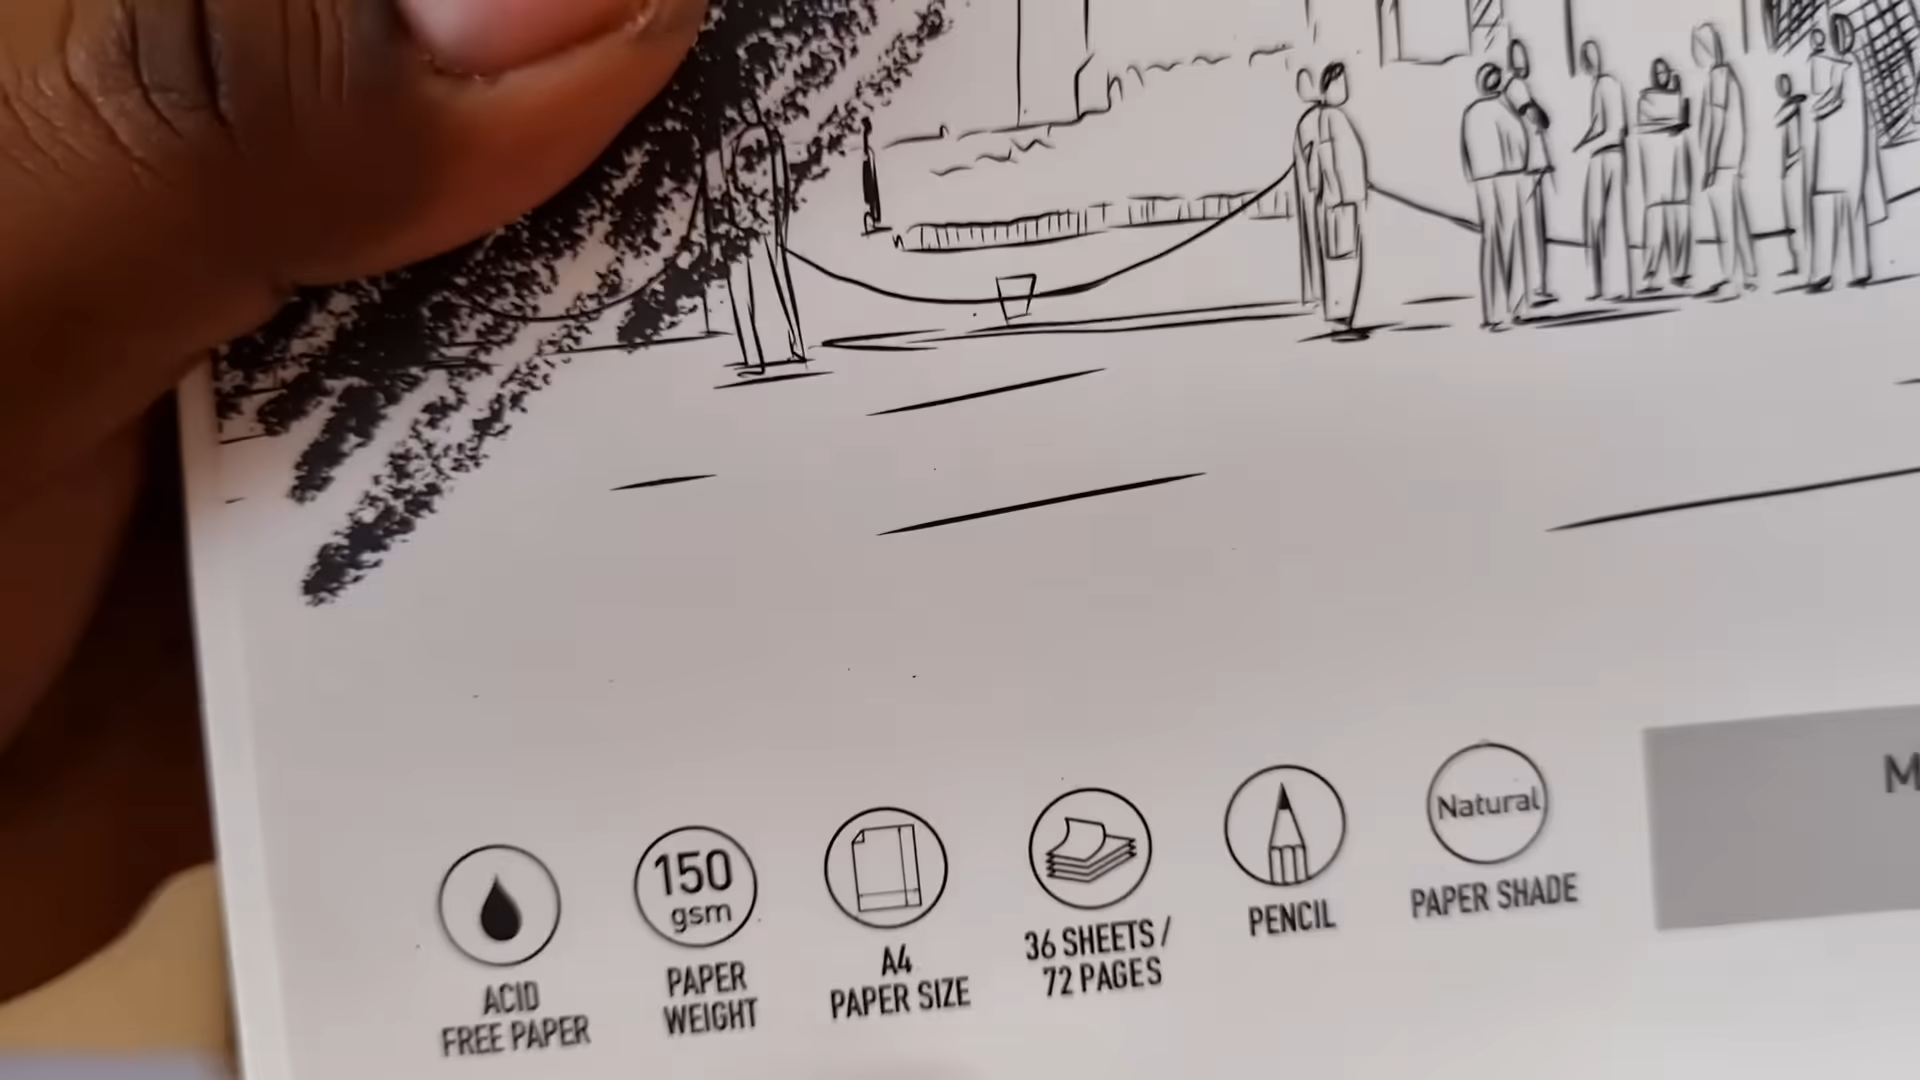 150
gsm
ACID
FREE PAPER
PAPER
WEIGHT
A4
PAPER SIZE
36 SHEETS /
72 PAGES
PENCIL
Natural
PAPER SHADE
M